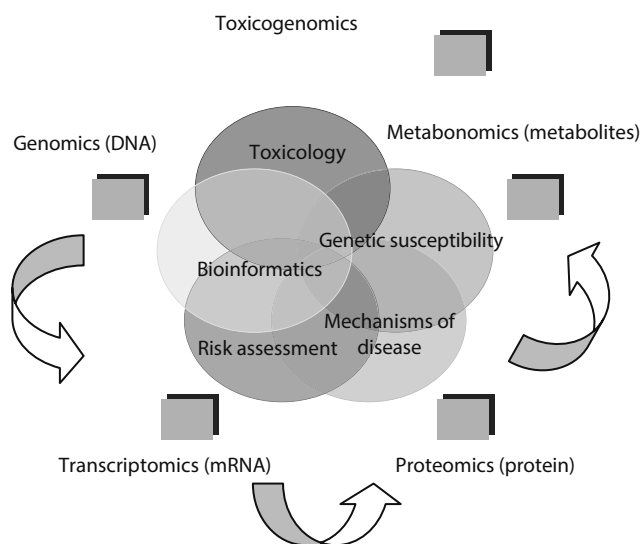 Toxicogenomics
Genomics (DNA)
Metabonomics (metabolites)
Toxicology
Genetic susceptibility
Bioinformatics
Mechanisms of
disease
Risk assessment
Transcriptomics (mRNA)
Proteomics (protein)